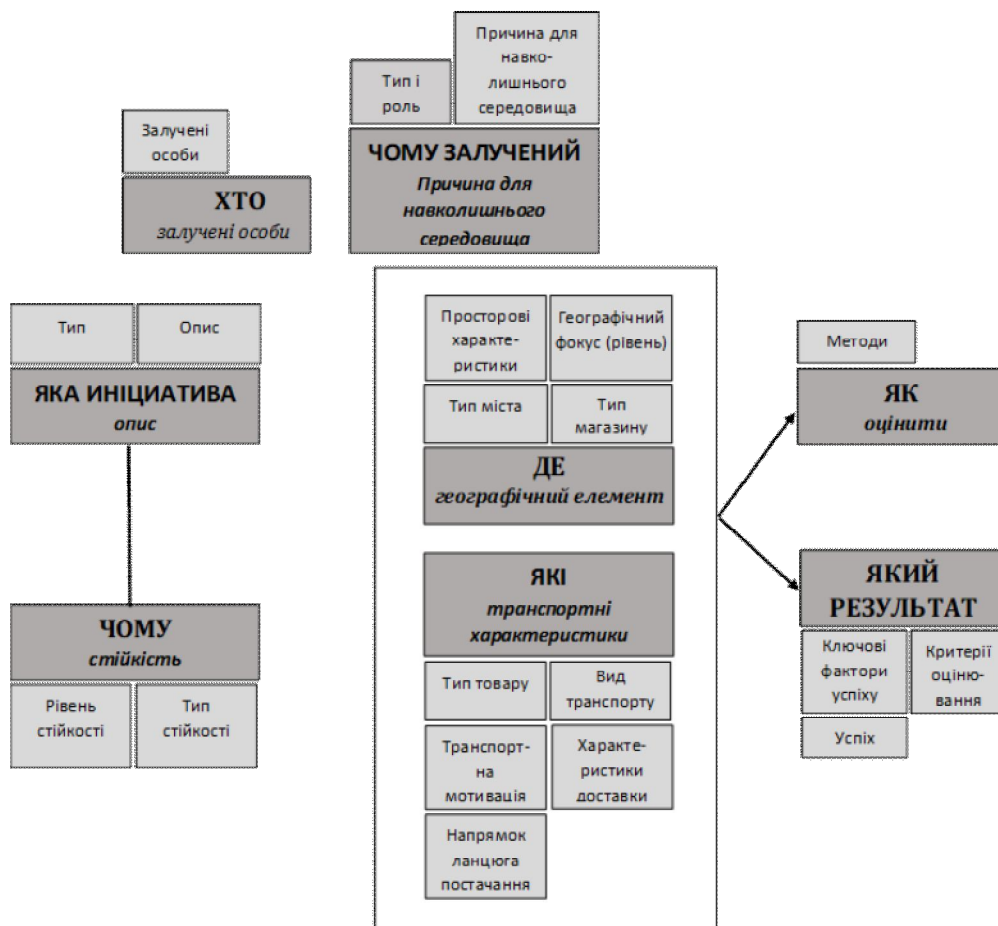 Причина для
навко-
лишнього
середовища
Тип і
роль
Залучені
особи
ЧОМУ ЗАЛУЧЕНИЙ
Причина для
навколишнього
середовища
ХТО
залучені особи
Тип
Опис
ЯКА ИНІЦИАТИВА
опис
Просторові
характе-
ристики
Географічний
фокус (рівень)
Тип міста
Тип
магазину
ДЕ
географічний елемент
Методи
ЯК
оцінити
ЧОМУ
стійкість
Рівень
стійкості
Тип
стійкості
ЯКІ
транспортні
характеристики
Тип товару
Вид
транспорту
Транспорт-
на
мотивація
Характе-
ристики
доставки
Напрямок
ланцюга
постачання
ЯКИЙ
РЕЗУЛЬТАТ
Ключові
фактори
успіху
Критерії
оціню-
вання
Успіх